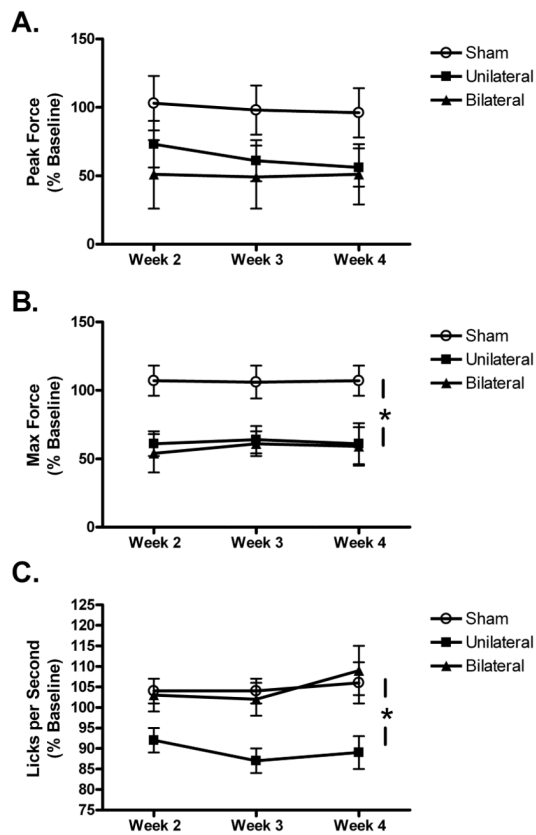 A.
150
100
50
0
Peak Force
(% Baseline)
Week 2 Week 3 Week 4
Sham
Unilateral
Bilateral
B.
150
100
50
0
Max Force
(% Baseline)
Week 2 Week 3 Week 4
Sham
Unilateral
Bilateral
*
C.
125
120
115
110
105
100
95
90
85
80
75
Licks per Second
(% Baseline)
Week 2 Week 3 Week 4
Sham
Unilateral
Bilateral
*